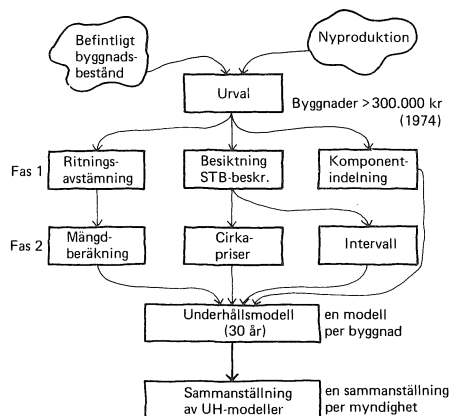 Befintligt
byggnads-
bestånd
Nyproduktion
Urval
Byggnader >300.000 kr
(1974)
Fas 1
Ritnings-
avstämning
Besiktning
STB-beskr.
Komponent-
indelning
Fas 2
Mängd-
beräkning
Cirka-
priser
Intervall
Underhållsmodell
(30 år)
en modell
per byggnad
Sammanställning
av UH-modeller
en sammanställning
per myndighet